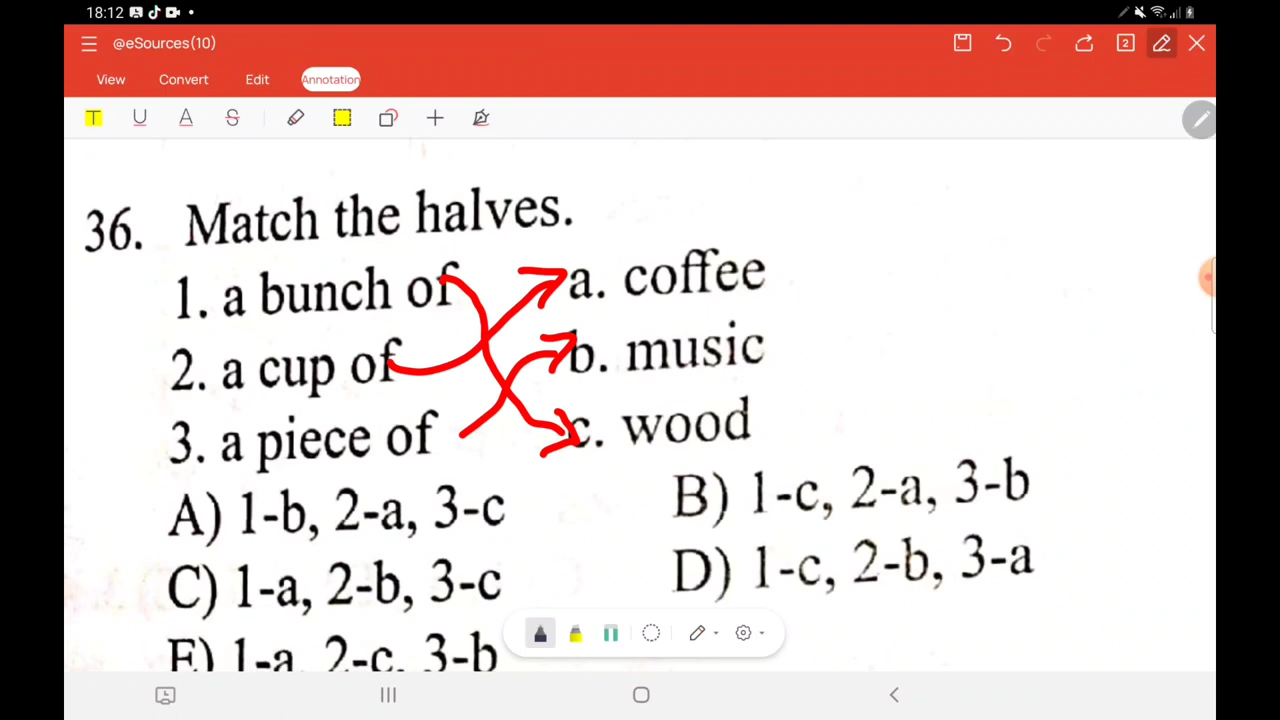 18:12
@eSources(10)
2
View Convert Edit Annotation
T U A S
36. Match the halves.
1. a bunch of a. coffee
2. a cup of b. music
3. a piece of c. wood
A) 1-b, 2-a, 3-c B) 1-c, 2-a, 3-b
C) 1-a, 2-b, 3-c D) 1-c, 2-b, 3-a
E) 1-a, 2-c, 3-b